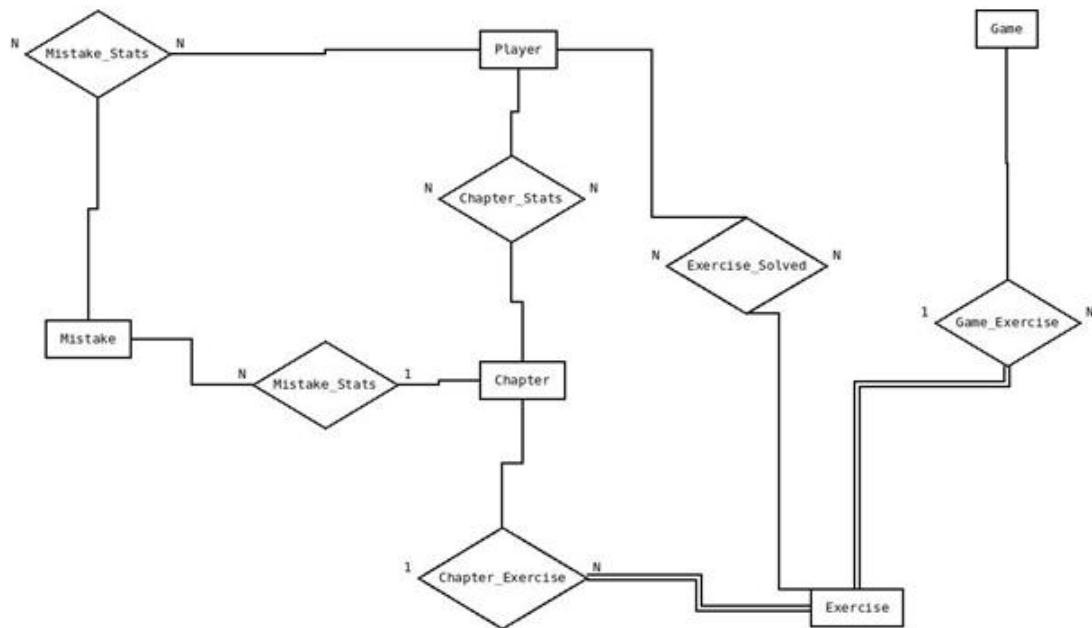 Game
N
Mistake_Stats
N
Player
N
Chapter_Stats
N
N
Exercise_Solved
N
1
Game_Exercise
N
Mistake
N
Mistake_Stats
1
Chapter
1
Chapter_Exercise
N
Exercise